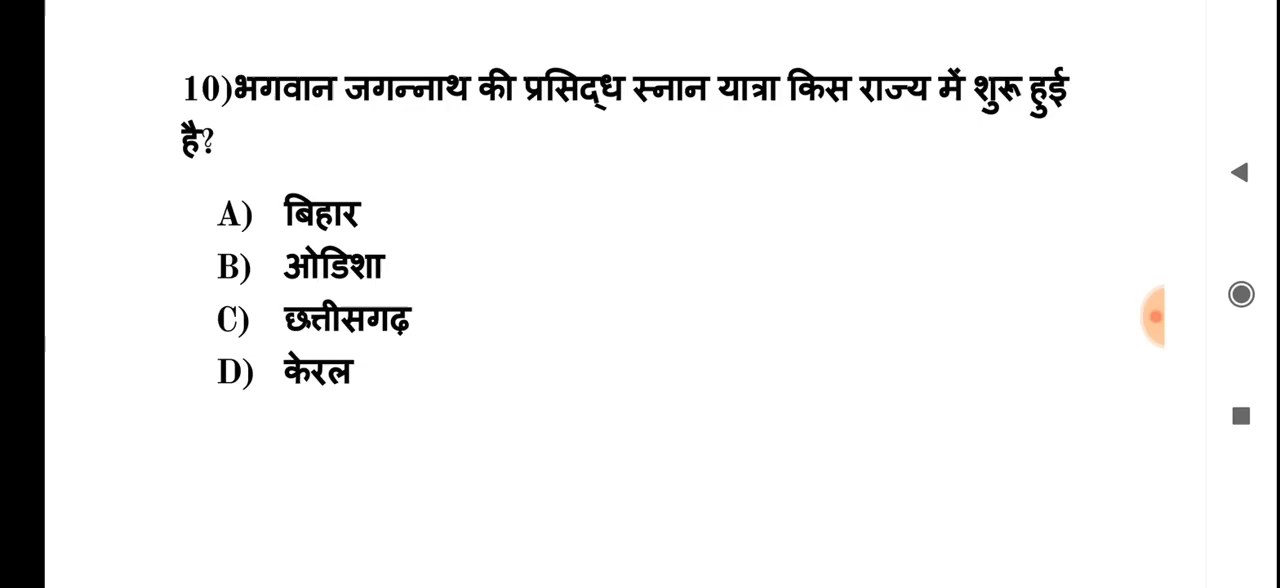 10)भगवान जगन्नाथ की प्रसिद्ध स्नान यात्रा किस राज्य में शुरू हुई
है?
A) बिहार
B) ओडिशा
C) छत्तीसगढ़
D) केरल